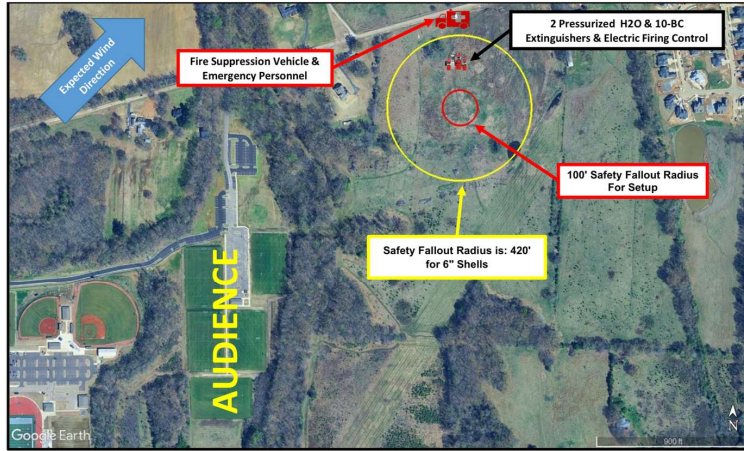 Expected Wind
Direction
Fire Suppression Vehicle &
Emergency Personnel
2 Pressurized H2O & 10-BC
Extinguishers & Electric Firing Control
100' Safety Fallout Radius
For Setup
Safety Fallout Radius is: 420'
for 6" Shells
AUDIENCE
Google Earth
N
900 ft